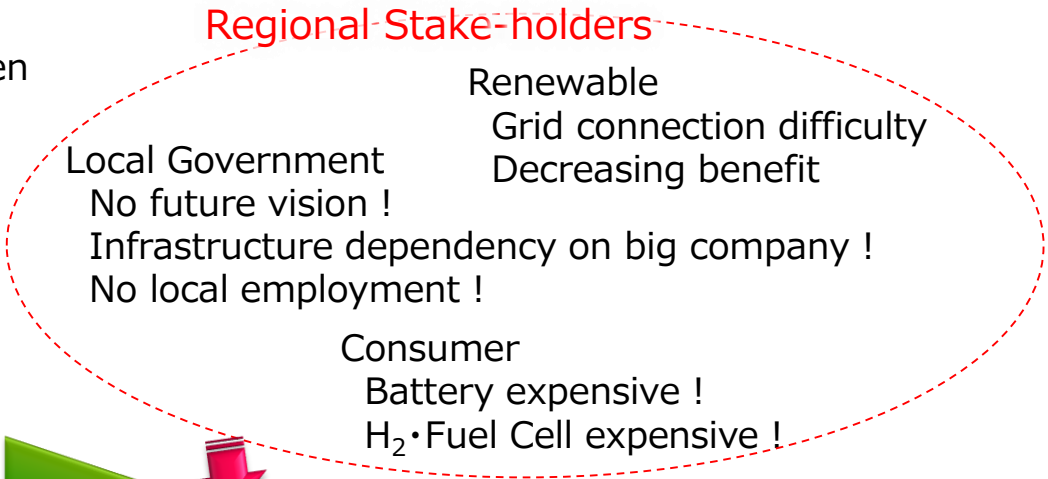 Regional Stake-holders
en
Renewable
Grid connection difficulty
Decreasing benefit
Local Government
No future vision !
Infrastructure dependency on big company !
No local employment !
Consumer
Battery expensive !
H₂・Fuel Cell expensive !